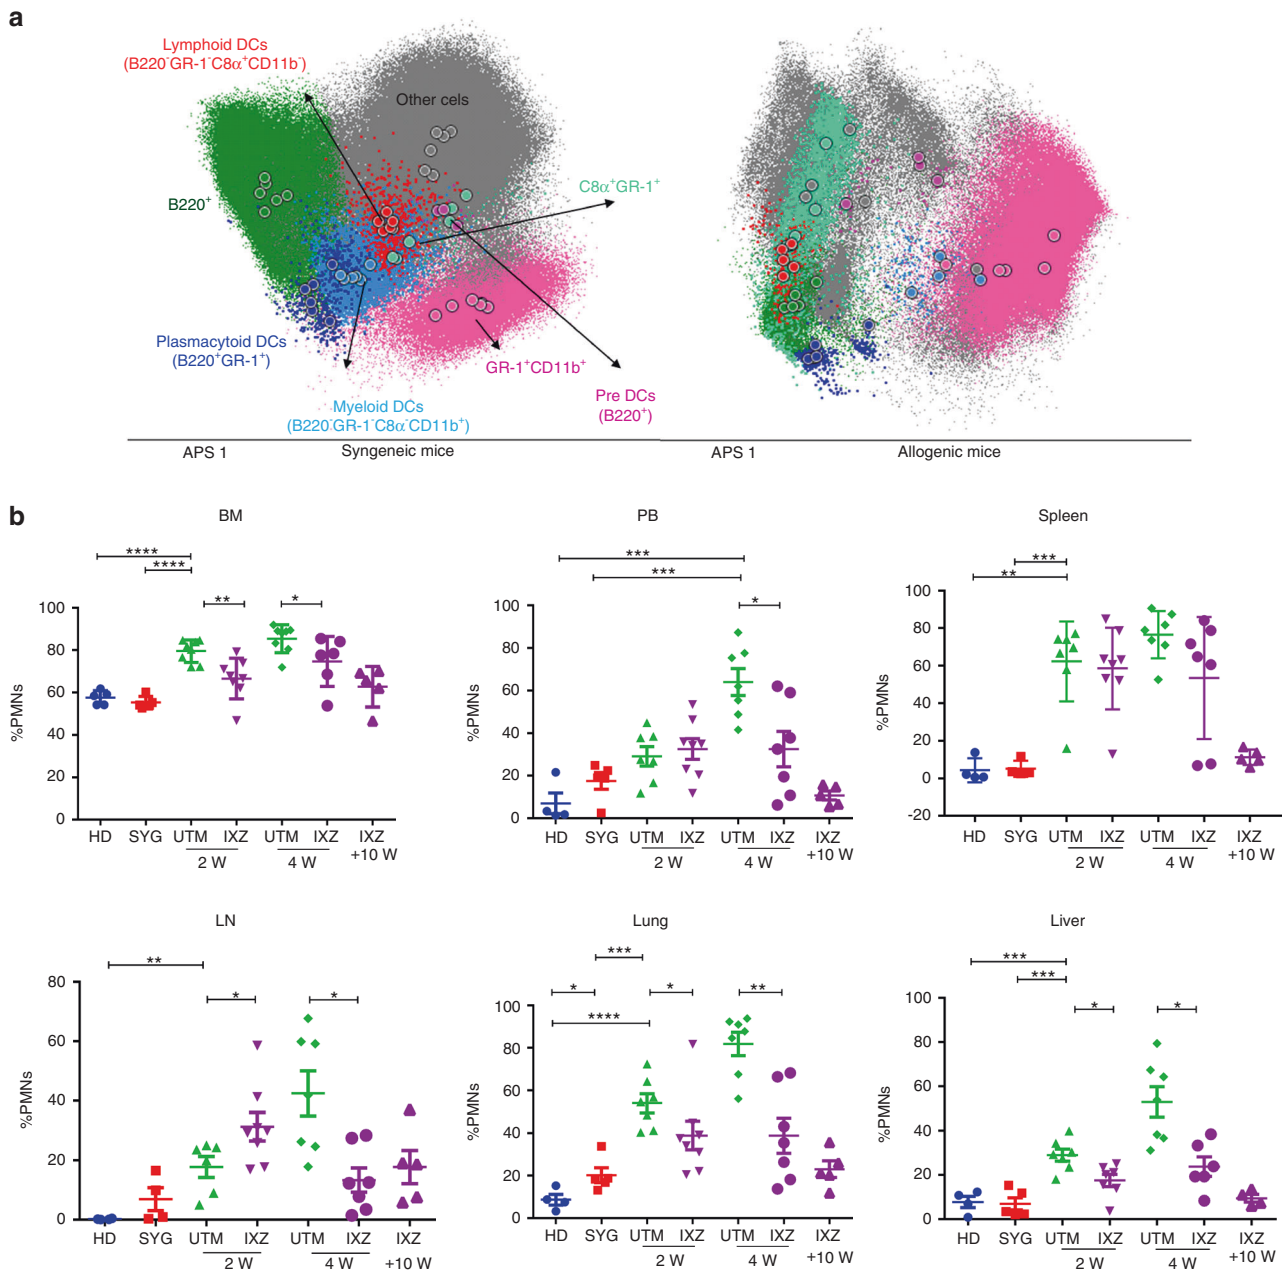 a
Lymphoid DCs
(B220⁻GR-1⁻C8α⁺CD11b⁻)
Other cels
C8α⁺GR-1⁺
B220⁺
Plasmacytoid DCs
(B220⁺GR-1⁺)
GR-1⁺CD11b⁺
Pre DCs
(B220⁺)
Myeloid DCs
(B220⁻GR-1⁻C8α⁻CD11b⁺)
APS 1 Syngeneic mice APS 1 Allogenic mice
b
BM
**** 
****
** *
%PMNs
100
80
60
40
20
0
HD SYG UTM IXZ UTM IXZ IXZ
2 W 4 W +10 W
PB
***
***
*
%PMNs
100
80
60
40
20
0
HD SYG UTM IXZ UTM IXZ IXZ
2 W 4 W +10 W
Spleen
***
**
%PMNs
100
80
60
40
20
0
-20
HD SYG UTM IXZ UTM IXZ IXZ
2 W 4 W +10 W
LN
**
* *
%PMNs
80
60
40
20
0
HD SYG UTM IXZ UTM IXZ IXZ
2 W 4 W +10 W
Lung
***
* * **
****
%PMNs
100
80
60
40
20
0
HD SYG UTM IXZ UTM IXZ IXZ
2 W 4 W +10 W
Liver
***
***
* *
%PMNs
100
80
60
40
20
0
HD SYG UTM IXZ UTM IXZ IXZ
2 W 4 W +10 W